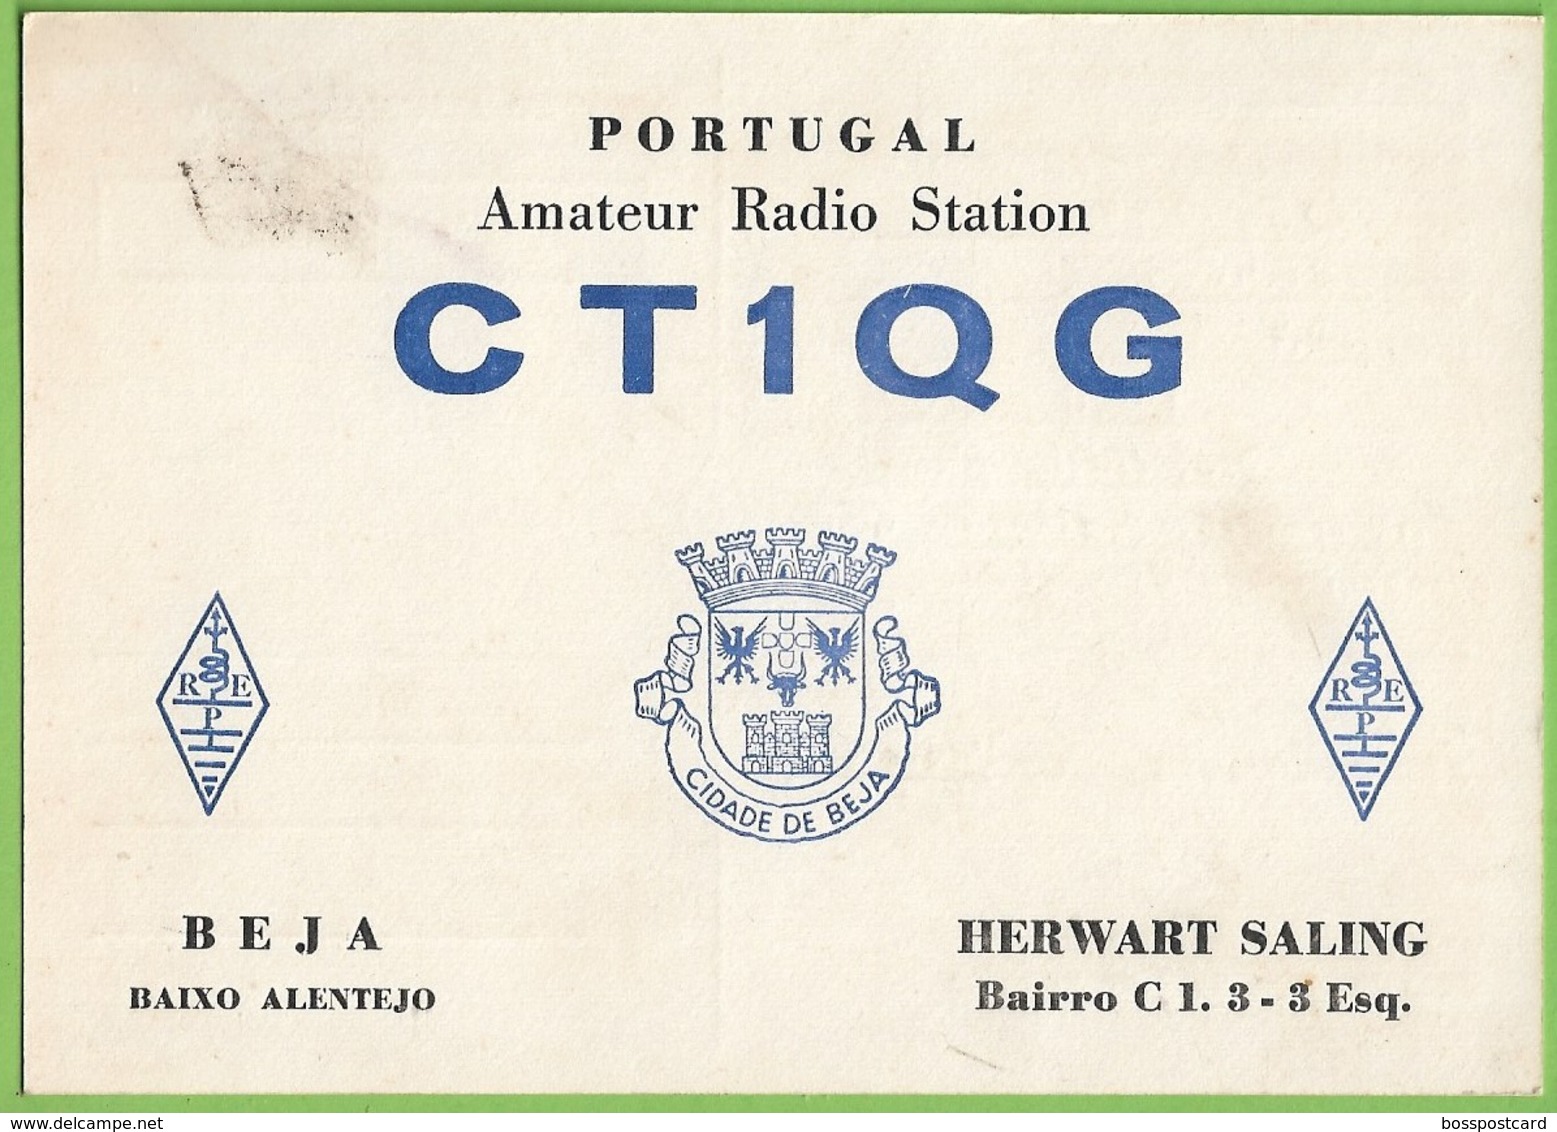 PORTUGAL
Amateur Radio Station
CT1QG
R E
P
R E
P
CIDADE DE BEJA
BEJA
BAIXO ALENTEJO
HERWART SALING
Bairro C 1. 3 - 3 Esq.
delcampe.net
bosspostcard